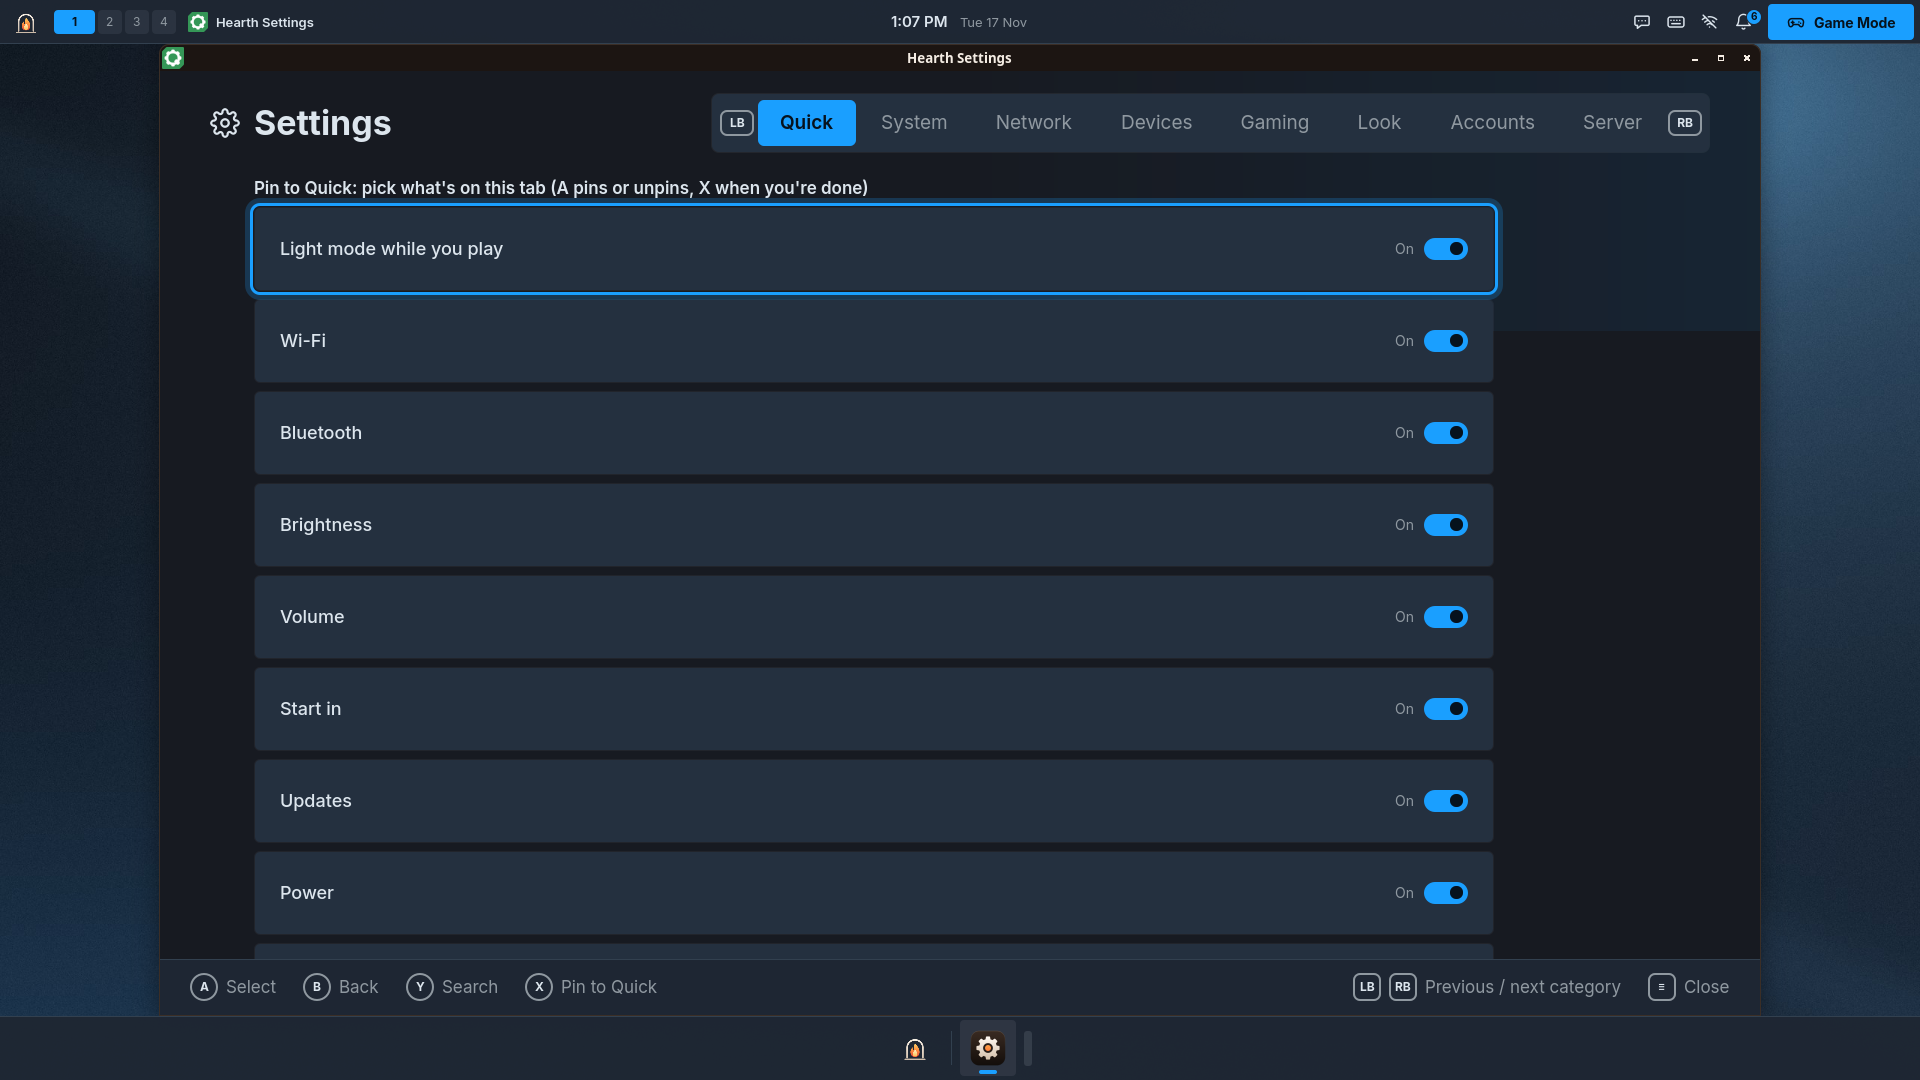 1 2 3 4 Hearth Settings 1:07 PM Tue 17 Nov 6 Game Mode
Hearth Settings
Settings LB Quick System Network Devices Gaming Look Accounts Server RB
Pin to Quick: pick what's on this tab (A pins or unpins, X when you're done)
Light mode while you play On
Wi-Fi On
Bluetooth On
Brightness On
Volume On
Start in On
Updates On
Power On
A Select B Back Y Search X Pin to Quick LB RB Previous / next category Close